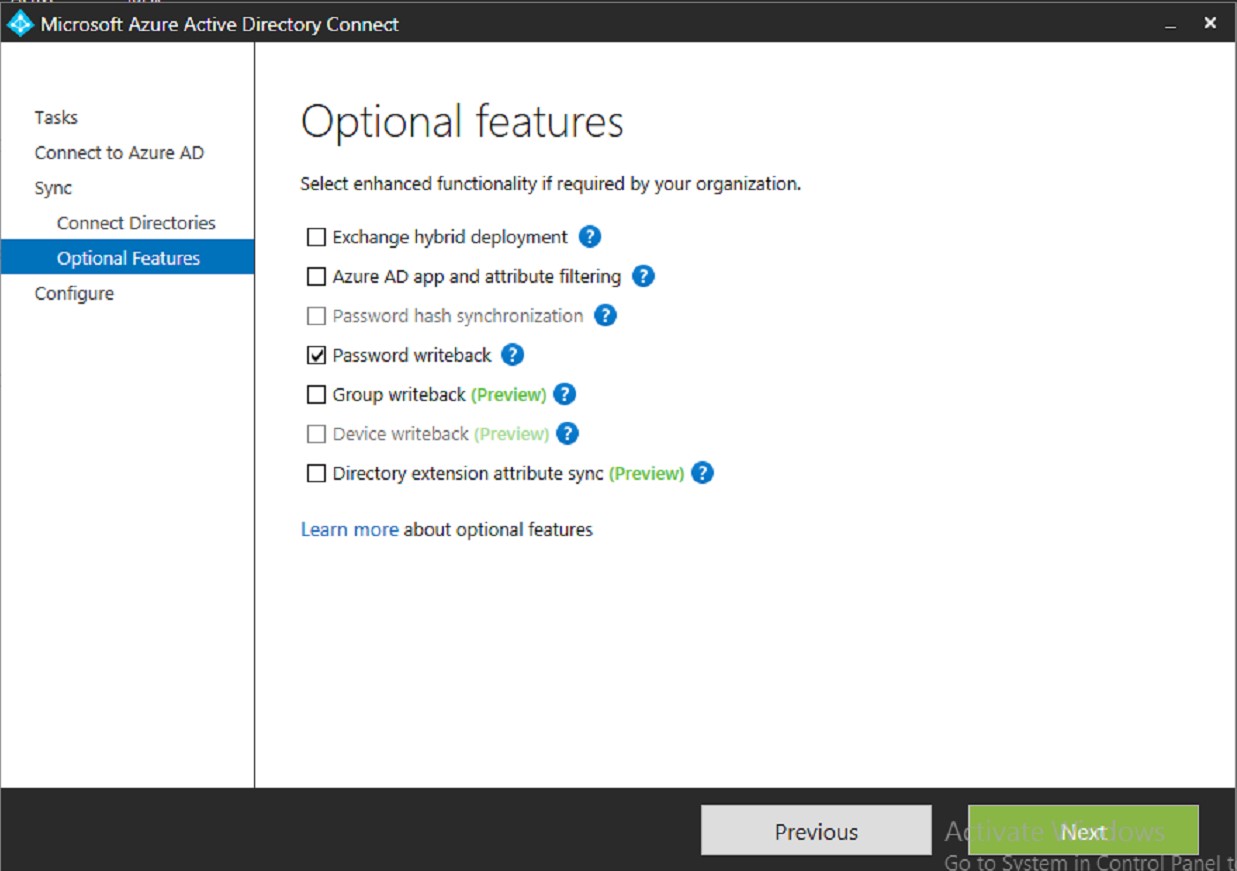 Microsoft Azure Active Directory Connect
Tasks
Connect to Azure AD
Sync
Connect Directories
Optional Features
Configure
Optional features
Select enhanced functionality if required by your organization.
Exchange hybrid deployment ?
Azure AD app and attribute filtering ?
Password hash synchronization ?
Password writeback ?
Group writeback (Preview) ?
Device writeback (Preview) ?
Directory extension attribute sync (Preview) ?
Learn more about optional features
Previous
Next
Activate Windows
Go to System in Control Panel t